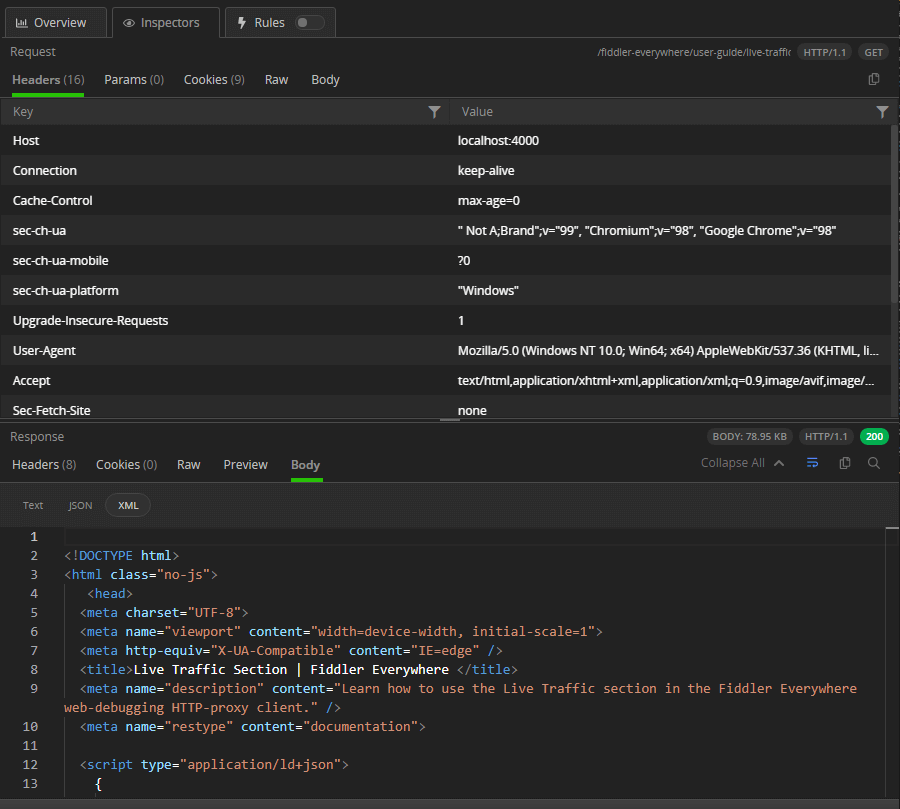 Overview Inspectors Rules
Request /fiddler-everywhere/user-guide/live-traffic HTTP/1.1 GET
Headers (16) Params (0) Cookies (9) Raw Body
Key Value
Host localhost:4000
Connection keep-alive
Cache-Control max-age=0
sec-ch-ua " Not A;Brand";v="99", "Chromium";v="98", "Google Chrome";v="98"
sec-ch-ua-mobile ?0
sec-ch-ua-platform "Windows"
Upgrade-Insecure-Requests 1
User-Agent Mozilla/5.0 (Windows NT 10.0; Win64; x64) AppleWebKit/537.36 (KHTML, li...
Accept text/html,application/xhtml+xml,application/xml;q=0.9,image/avif,image/...
Sec-Fetch-Site none
Response BODY: 78.95 KB HTTP/1.1 200
Headers (8) Cookies (0) Raw Preview Body Collapse All
Text JSON XML
1
2 <!DOCTYPE html>
3 <html class="no-js">
4 <head>
5 <meta charset="UTF-8">
6 <meta name="viewport" content="width=device-width, initial-scale=1">
7 <meta http-equiv="X-UA-Compatible" content="IE=edge" />
8 <title>Live Traffic Section | Fiddler Everywhere </title>
9 <meta name="description" content="Learn how to use the Live Traffic section in the Fiddler Everywhere
web-debugging HTTP-proxy client." />
10 <meta name="restype" content="documentation">
11
12 <script type="application/ld+json">
13 {